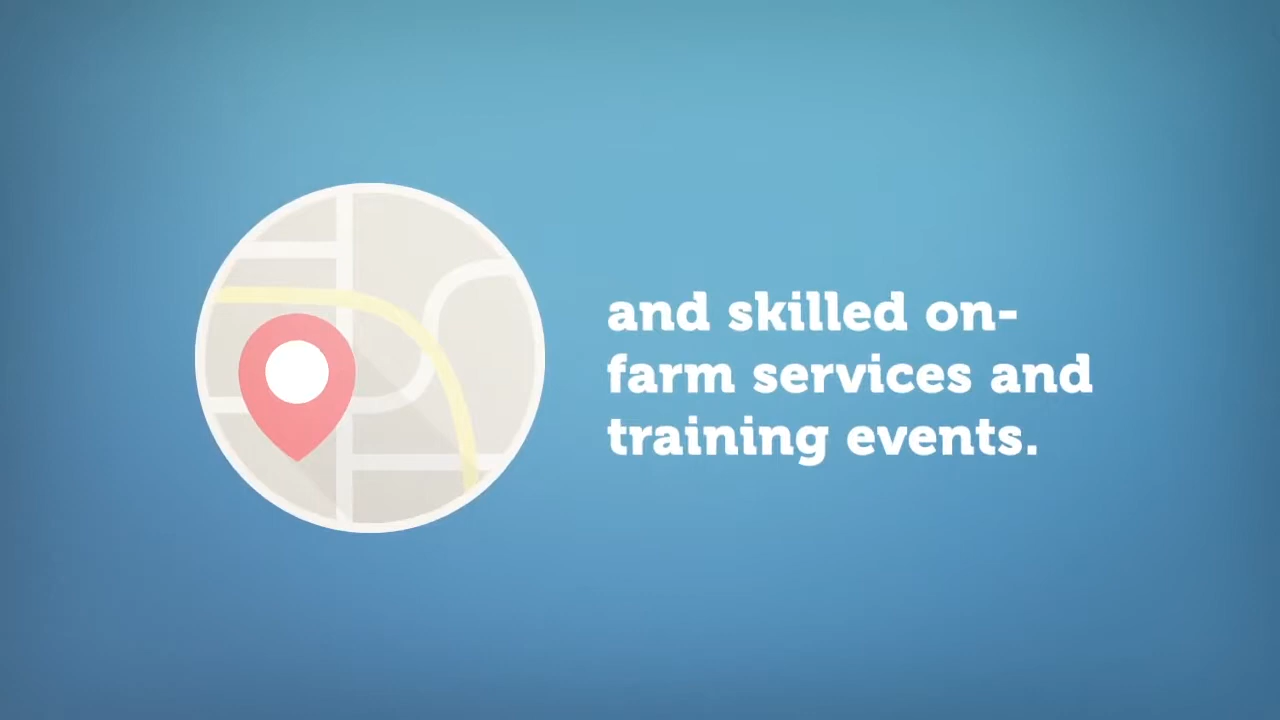 and skilled on-
farm services and
training events.